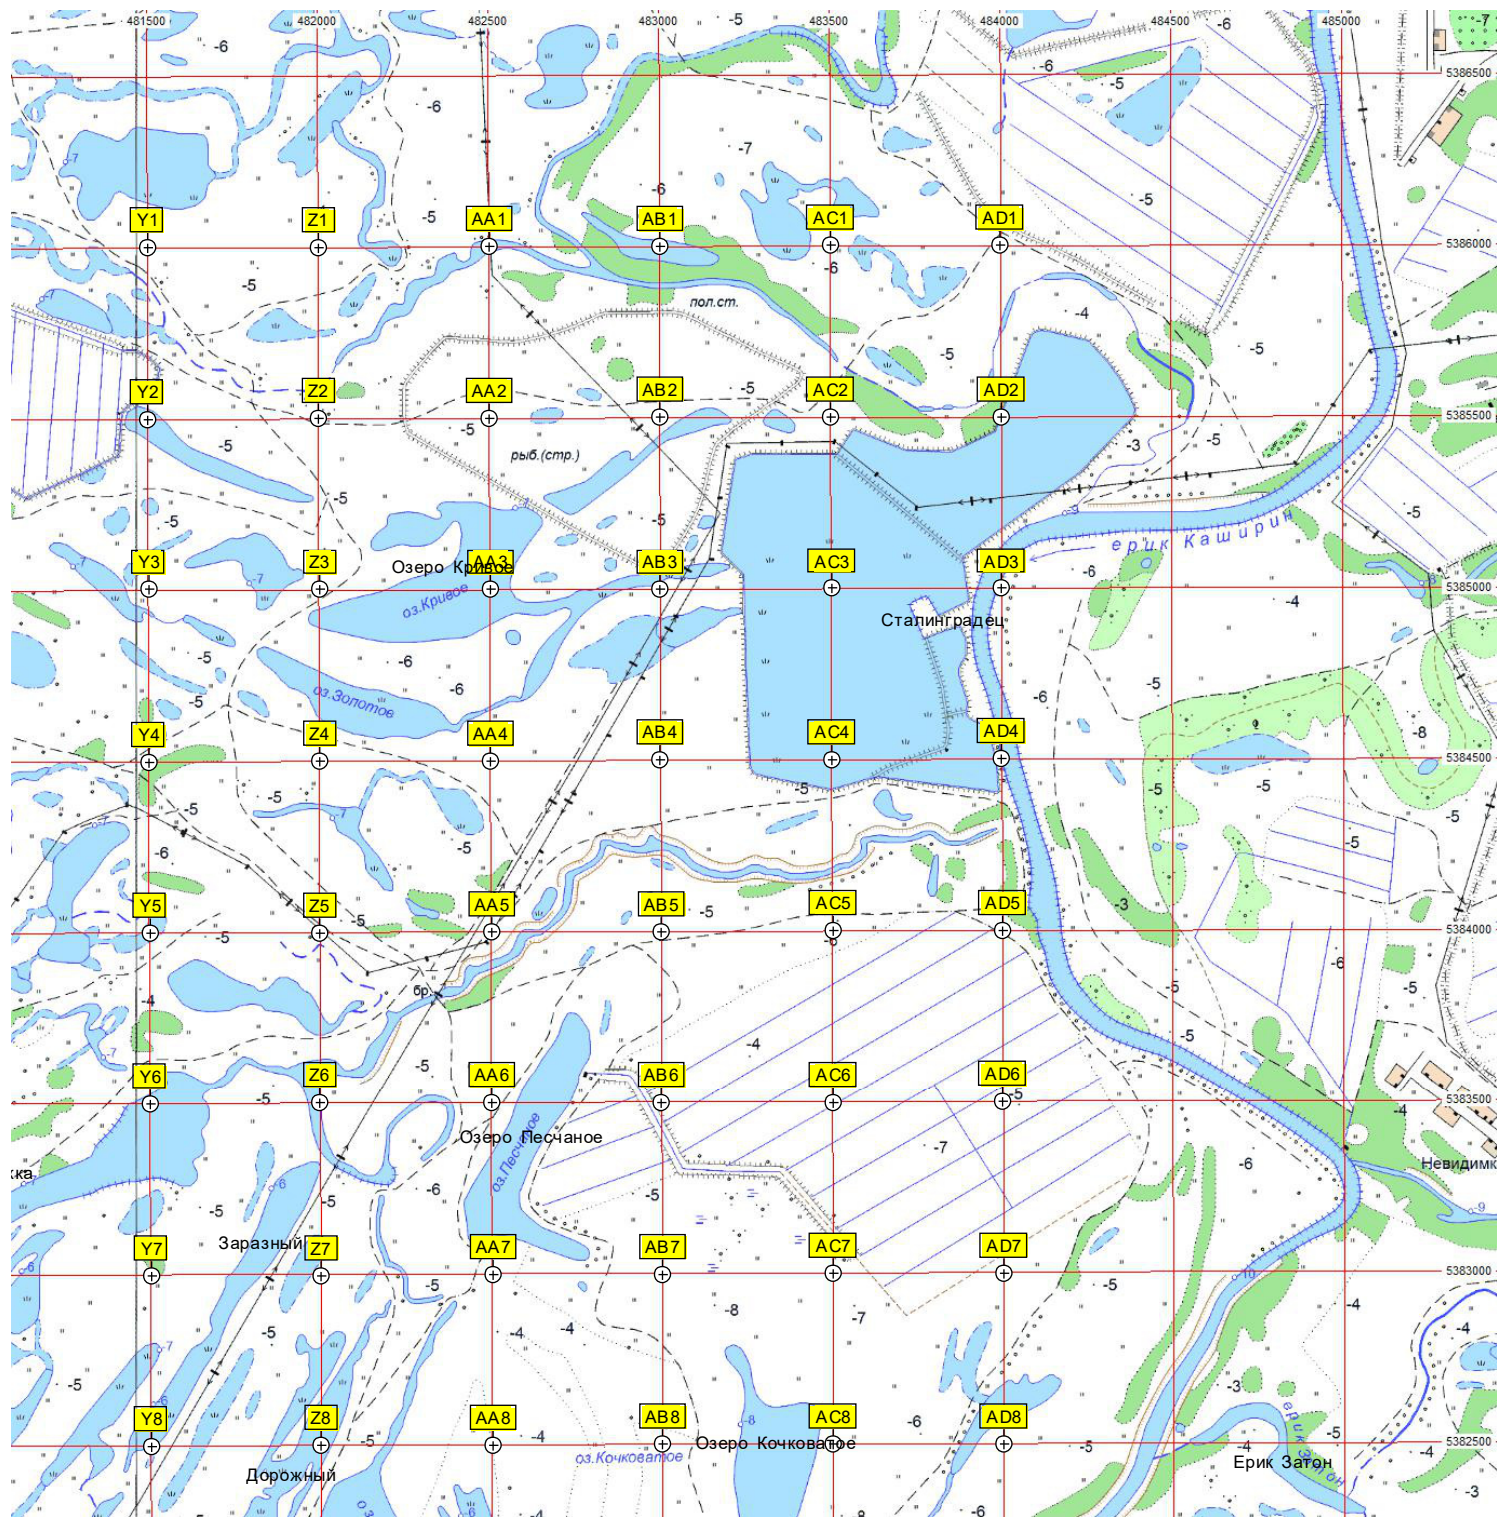 481500 482000 482500 483000 483500 484000 484500 485000
5386500
Y1 Z1 AA1 AB1 AC1 AD1
5386000
пол.ст.
Y2 Z2 AA2 AB2 AC2 AD2
5385500
рыб.(стр.)
ерик Каширин
Y3 Z3 AA3 AB3 AC3 AD3
Озеро Кривое
5385000
оз.Кривое
Сталинградец
оз.Золотое
Y4 Z4 AA4 AB4 AC4 AD4
5384500
Y5 Z5 AA5 AB5 AC5 AD5
5384000
бр.
Y6 Z6 AA6 AB6 AC6 AD6
5383500
Озеро Песчаное
оз.Песчаное
Невидимк
кка
Заразный
Y7 Z7 AA7 AB7 AC7 AD7
5383000
Y8 Z8 AA8 AB8 AC8 AD8
5382500
Озеро Кочковатое
оз.Кочковатое
ерик Затон
Ерик Затон
Дорожный